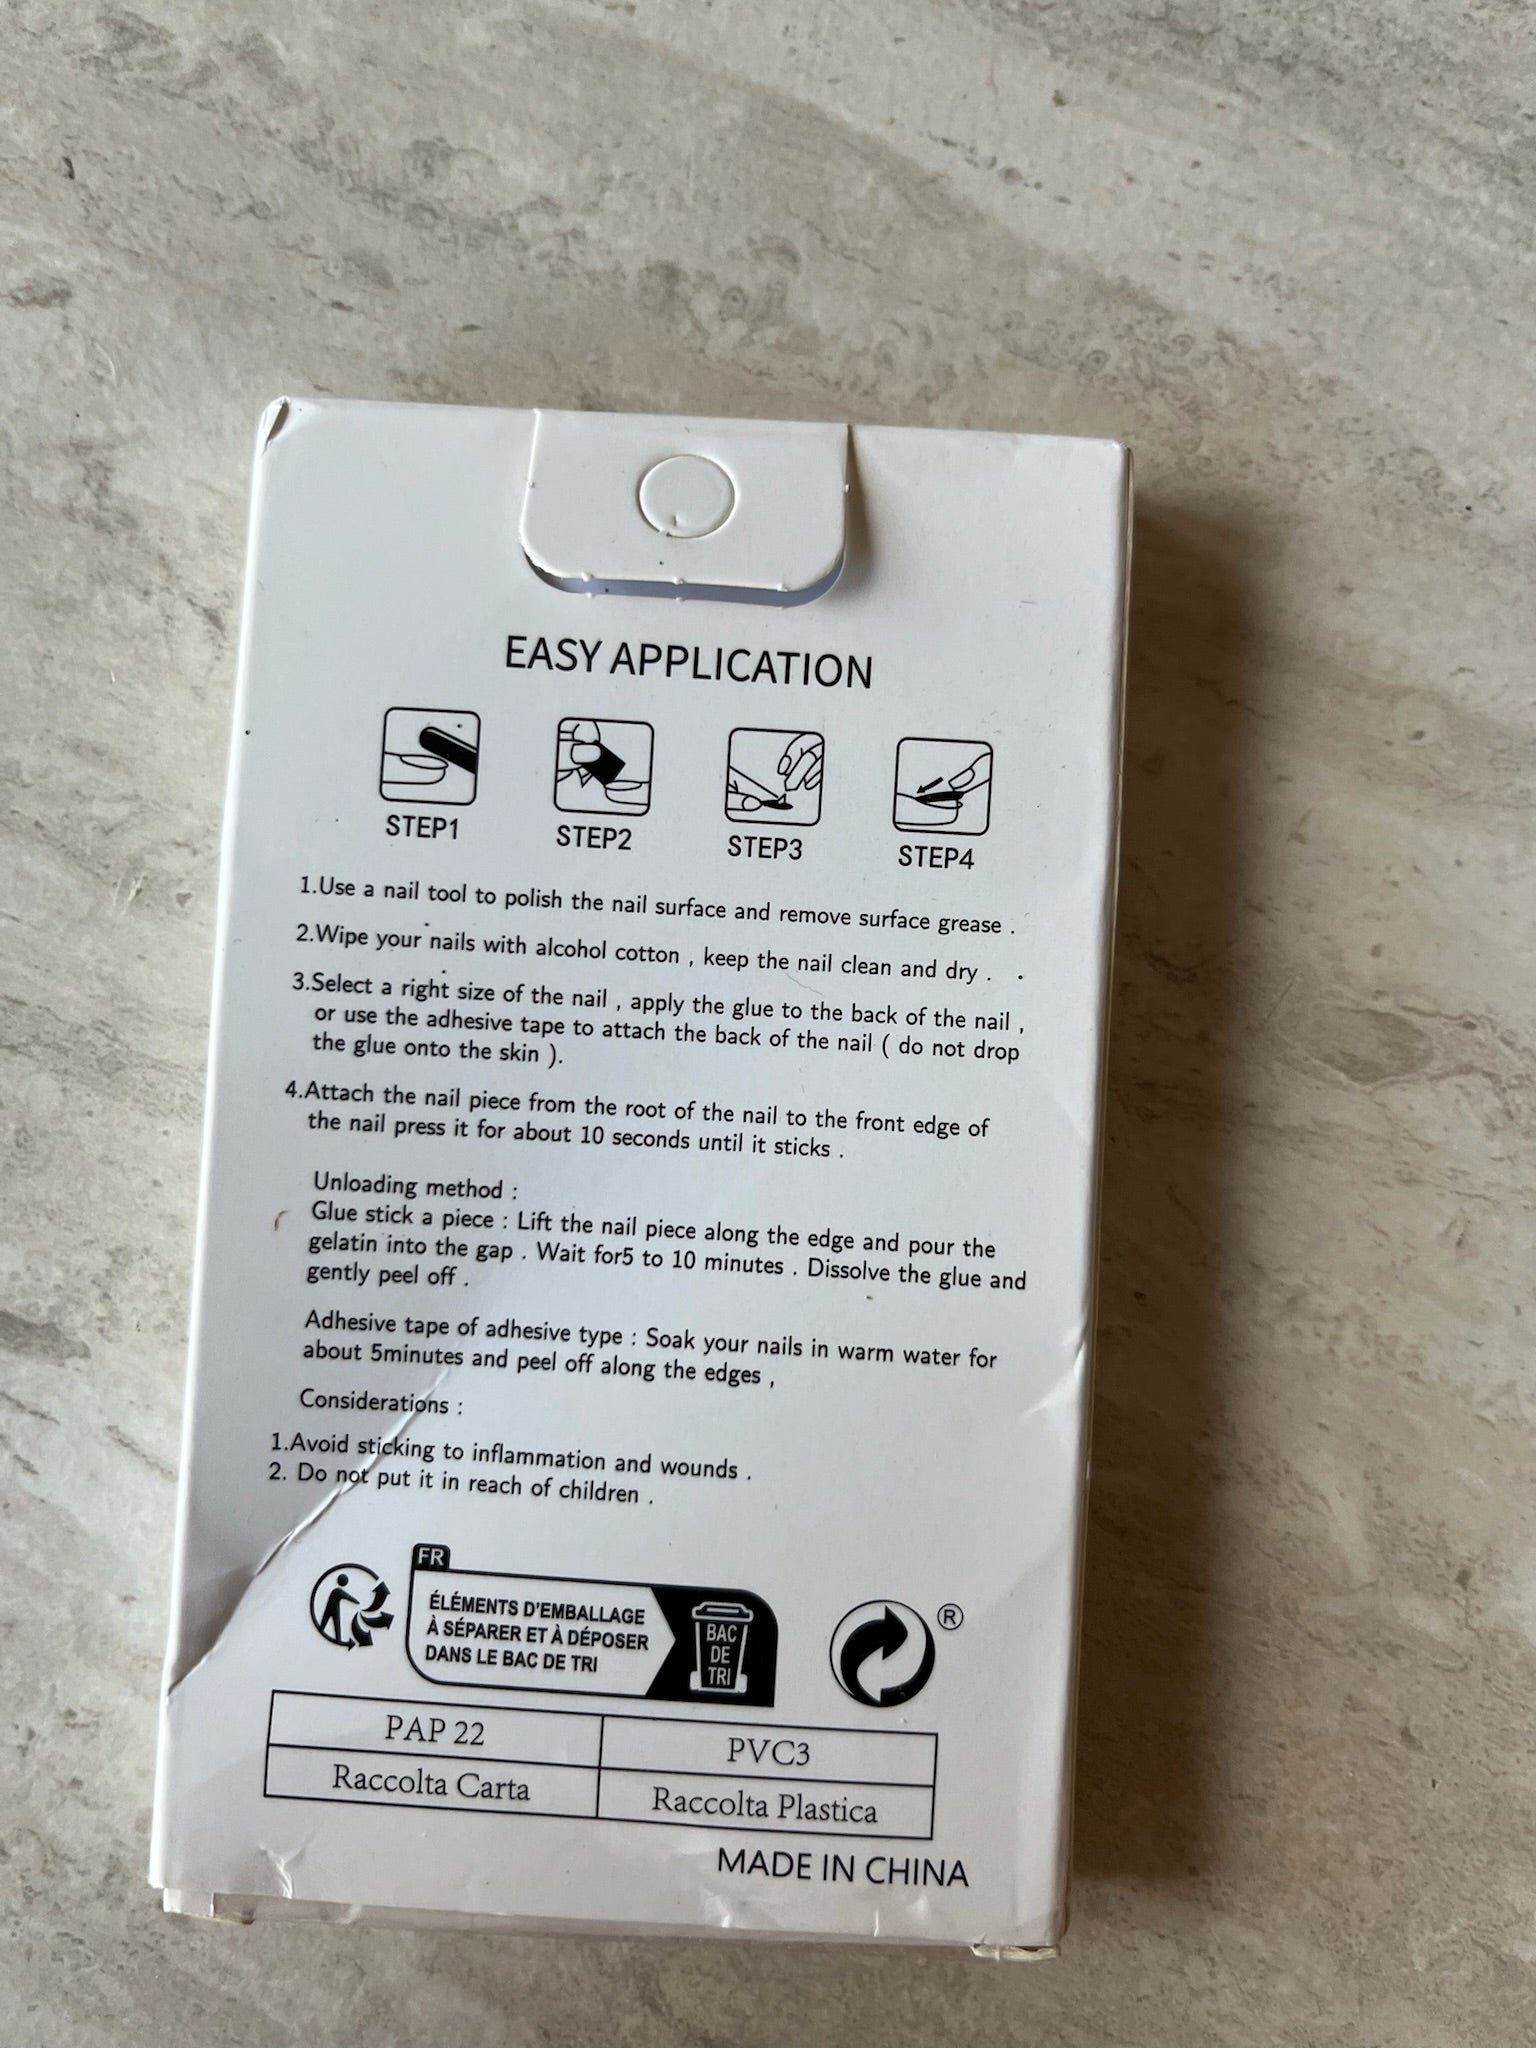 EASY APPLICATION
STEP1 STEP2 STEP3 STEP4
1.Use a nail tool to polish the nail surface and remove surface grease .
2.Wipe your nails with alcohol cotton , keep the nail clean and dry .
3.Select a right size of the nail , apply the glue to the back of the nail ,
or use the adhesive tape to attach the back of the nail ( do not drop
the glue onto the skin ).
4.Attach the nail piece from the root of the nail to the front edge of
the nail press it for about 10 seconds until it sticks .
Unloading method :
Glue stick a piece : Lift the nail piece along the edge and pour the
gelatin into the gap . Wait for5 to 10 minutes . Dissolve the glue and
gently peel off .
Adhesive tape of adhesive type : Soak your nails in warm water for
about 5minutes and peel off along the edges ,
Considerations :
1.Avoid sticking to inflammation and wounds .
2. Do not put it in reach of children .
FR
ÉLÉMENTS D'EMBALLAGE
À SÉPARER ET À DÉPOSER
DANS LE BAC DE TRI
BAC
DE
TRI
®
PAP 22 PVC3
Raccolta Carta Raccolta Plastica
MADE IN CHINA